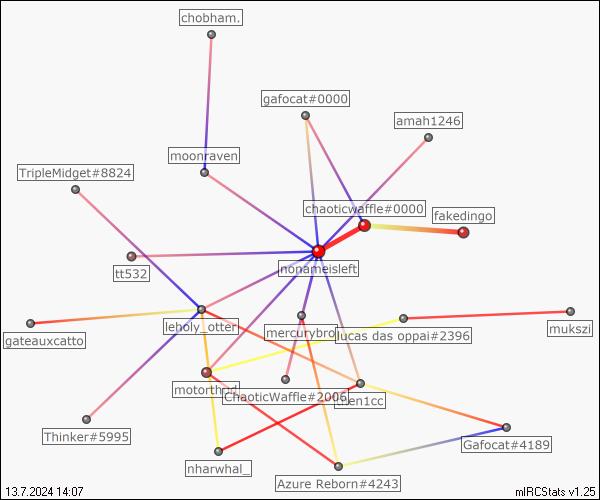 chobham.
gafocat#0000
amah1246
moonraven
TripleMidget#8824
chaoticwaffle#0000
fakedingo
nonameisleft
tt532
leholy_otter
mercurybro
lucas das oppai#2396
mukszi
gateauxcatto
motorthod
ChaoticWaffle#2006
Thinker#5995
Gafocat#4189
nharwhal_
Azure Reborn#4243
13.7.2024 14:07
mIRCStats v1.25